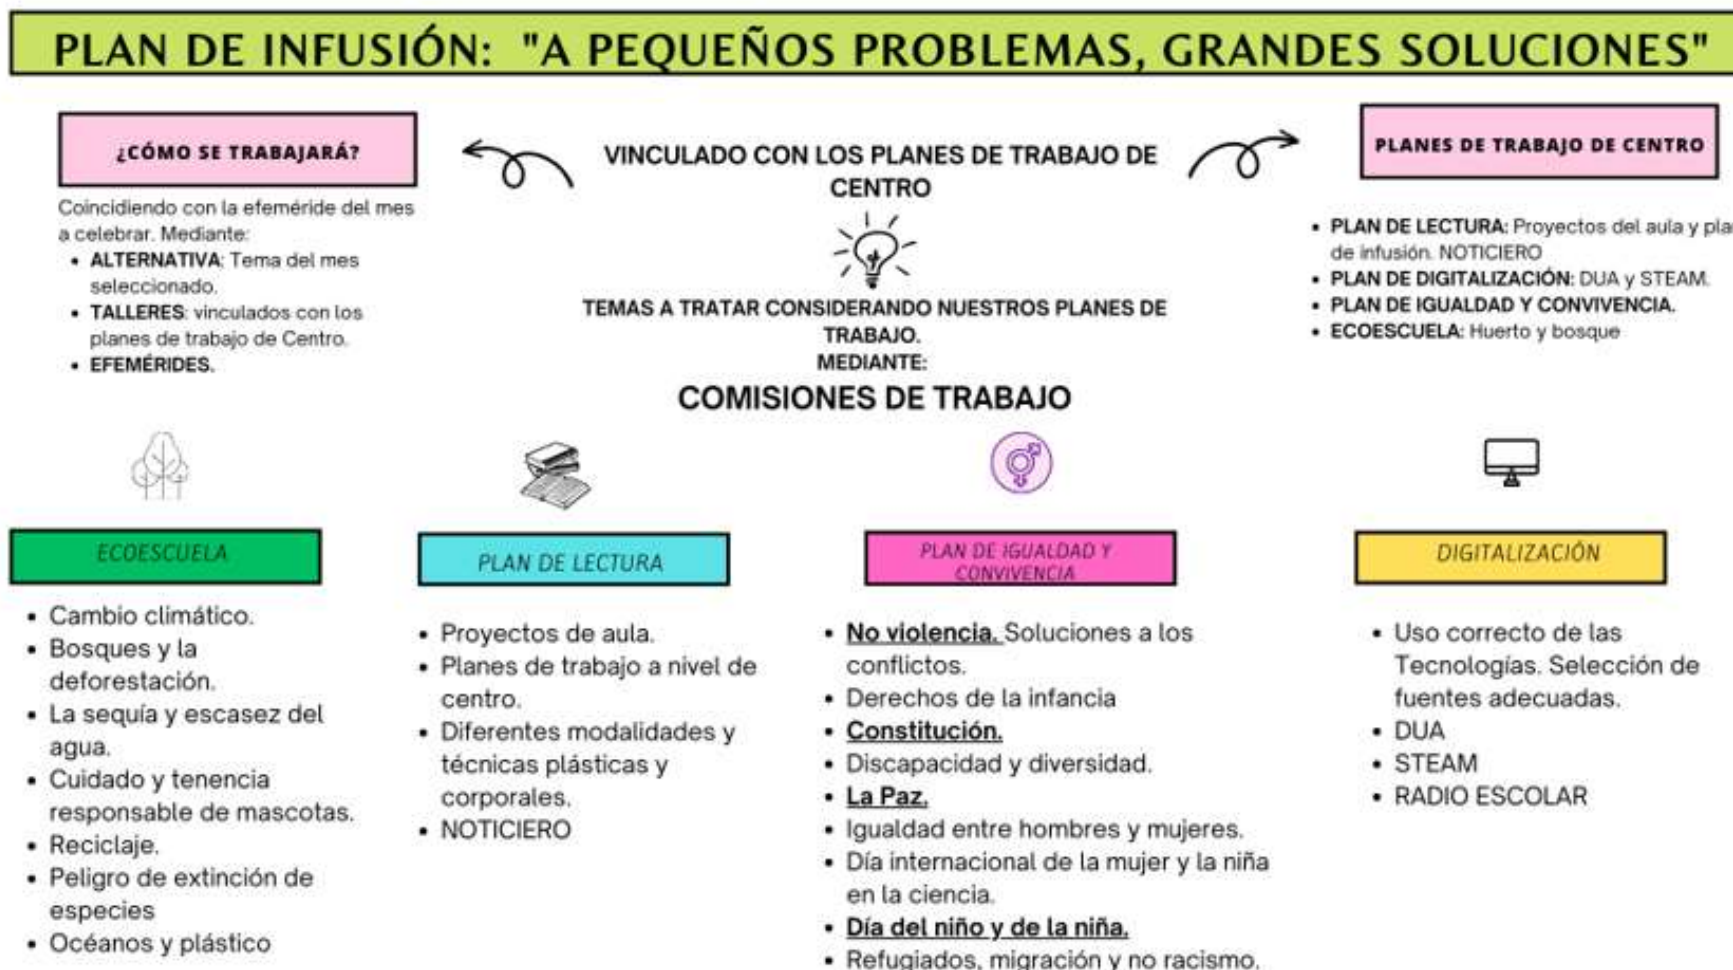 PLAN DE INFUSIÓN: "A PEQUEÑOS PROBLEMAS, GRANDES SOLUCIONES"
¿CÓMO SE TRABAJARÁ?
Coincidiendo con la efeméride del mes
a celebrar. Mediante:
• ALTERNATIVA: Tema del mes
seleccionado.
• TALLERES: vinculados con los
planes de trabajo de Centro.
• EFEMÉRIDES.
VINCULADO CON LOS PLANES DE TRABAJO DE
CENTRO
TEMAS A TRATAR CONSIDERANDO NUESTROS PLANES DE
TRABAJO.
MEDIANTE:
COMISIONES DE TRABAJO
PLANES DE TRABAJO DE CENTRO
• PLAN DE LECTURA: Proyectos del aula y pla
de infusión. NOTICIERO
• PLAN DE DIGITALIZACIÓN: DUA y STEAM.
• PLAN DE IGUALDAD Y CONVIVENCIA.
• ECOESCUELA: Huerto y bosque
ECOESCUELA
• Cambio climático.
• Bosques y la
deforestación.
• La sequía y escasez del
agua.
• Cuidado y tenencia
responsable de mascotas.
• Reciclaje.
• Peligro de extinción de
especies
• Océanos y plástico
PLAN DE LECTURA
• Proyectos de aula.
• Planes de trabajo a nivel de
centro.
• Diferentes modalidades y
técnicas plásticas y
corporales.
• NOTICIERO
PLAN DE IGUALDAD Y
CONVIVENCIA
• No violencia. Soluciones a los
conflictos.
• Derechos de la infancia
• Constitución.
• Discapacidad y diversidad.
• La Paz.
• Igualdad entre hombres y mujeres.
• Día internacional de la mujer y la niña
en la ciencia.
• Día del niño y de la niña.
• Refugiados, migración y no racismo.
DIGITALIZACIÓN
• Uso correcto de las
Tecnologías. Selección de
fuentes adecuadas.
• DUA
• STEAM
• RADIO ESCOLAR